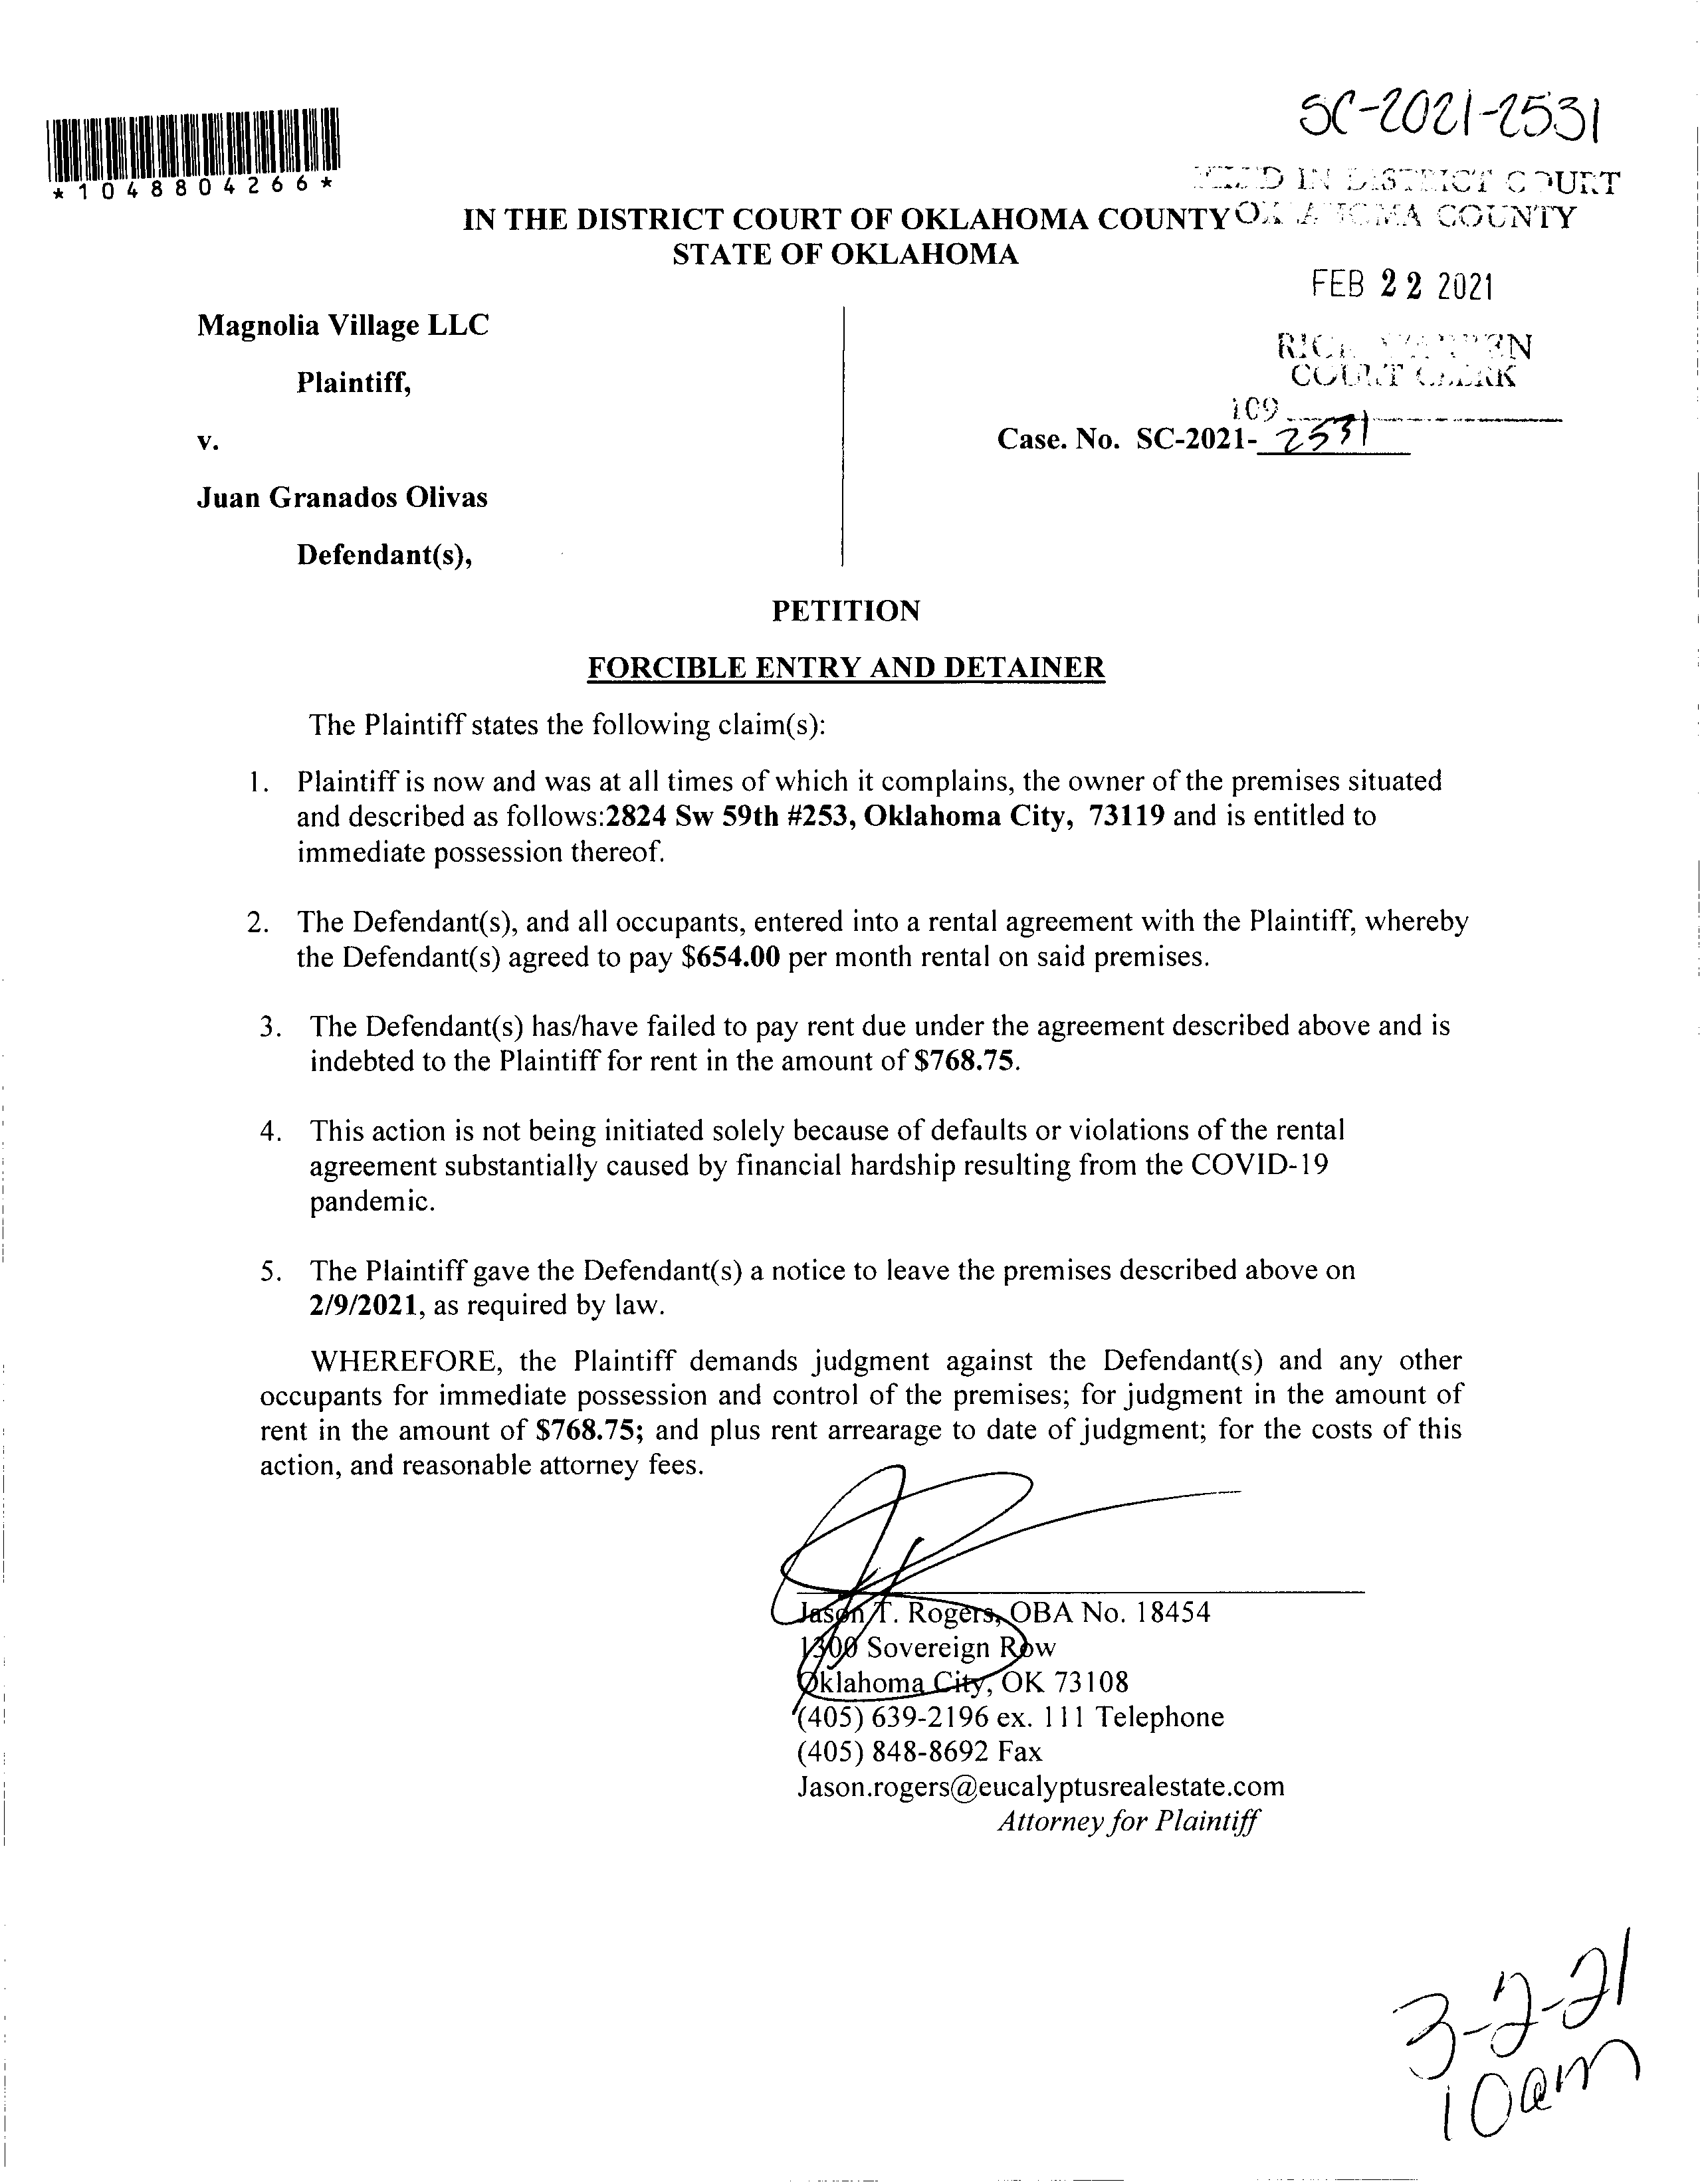 SC-2021-2531
*1048804266*
IN DISTRICT COURT
IN THE DISTRICT COURT OF OKLAHOMA COUNTY
COUNTY
STATE OF OKLAHOMA
FEB 22 2021
Magnolia Village LLC
COURT CLERK
Plaintiff,
109
v.
Case. No. SC-2021- 2531
Juan Granados Olivas
Defendant(s),
PETITION
FORCIBLE ENTRY AND DETAINER
The Plaintiff states the following claim(s):
1. Plaintiff is now and was at all times of which it complains, the owner of the premises situated
and described as follows:2824 Sw 59th #253, Oklahoma City, 73119 and is entitled to
immediate possession thereof.
2. The Defendant(s), and all occupants, entered into a rental agreement with the Plaintiff, whereby
the Defendant(s) agreed to pay $654.00 per month rental on said premises.
3. The Defendant(s) has/have failed to pay rent due under the agreement described above and is
indebted to the Plaintiff for rent in the amount of $768.75.
4. This action is not being initiated solely because of defaults or violations of the rental
agreement substantially caused by financial hardship resulting from the COVID-19
pandemic.
5. The Plaintiff gave the Defendant(s) a notice to leave the premises described above on
2/9/2021, as required by law.
WHEREFORE, the Plaintiff demands judgment against the Defendant(s) and any other
occupants for immediate possession and control of the premises; for judgment in the amount of
rent in the amount of $768.75; and plus rent arrearage to date of judgment; for the costs of this
action, and reasonable attorney fees.
Jason T. Rogers, OBA No. 18454
1300 Sovereign Row
Oklahoma City, OK 73108
(405) 639-2196 ex. 111 Telephone
(405) 848-8692 Fax
Jason.rogers@eucalyptusrealestate.com
Attorney for Plaintiff
3-2-21
10am